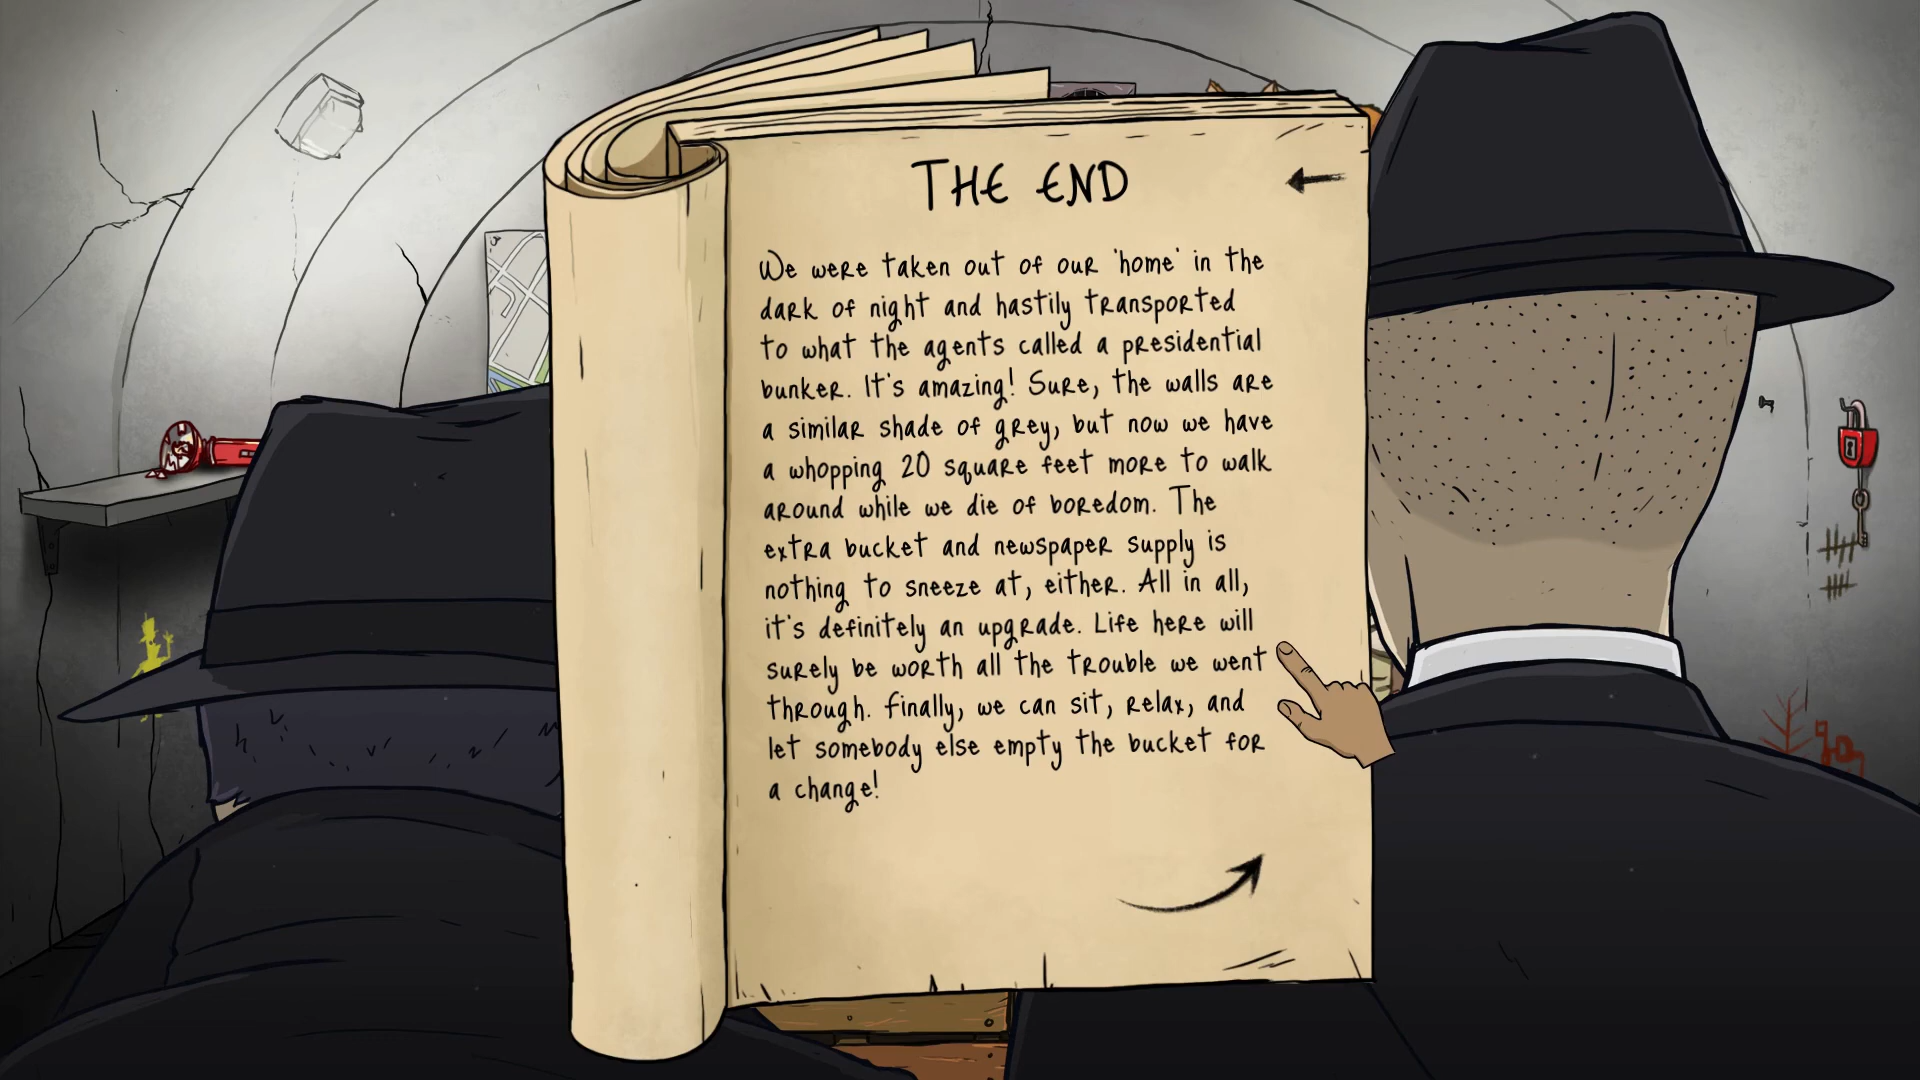 THE END
We were taken out of our 'home' in the
dark of night and hastily transported
to what the agents called a presidential
bunker. It's amazing! Sure, the walls are
a similar shade of grey, but now we have
a whopping 20 square feet more to walk
around while we die of boredom. The
extra bucket and newspaper supply is
nothing to sneeze at, either. All in all,
it's definitely an upgrade. Life here will
surely be worth all the trouble we went
through. Finally, we can sit, relax, and
let somebody else empty the bucket for
a change!